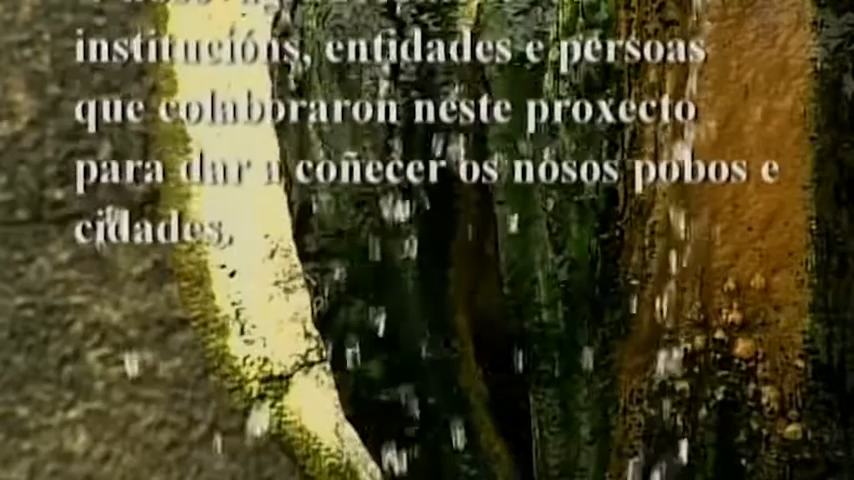 institucións, entidades e persoas
que colaboraron neste proxecto
para dar a coñecer os nosos pobos e
cidades.